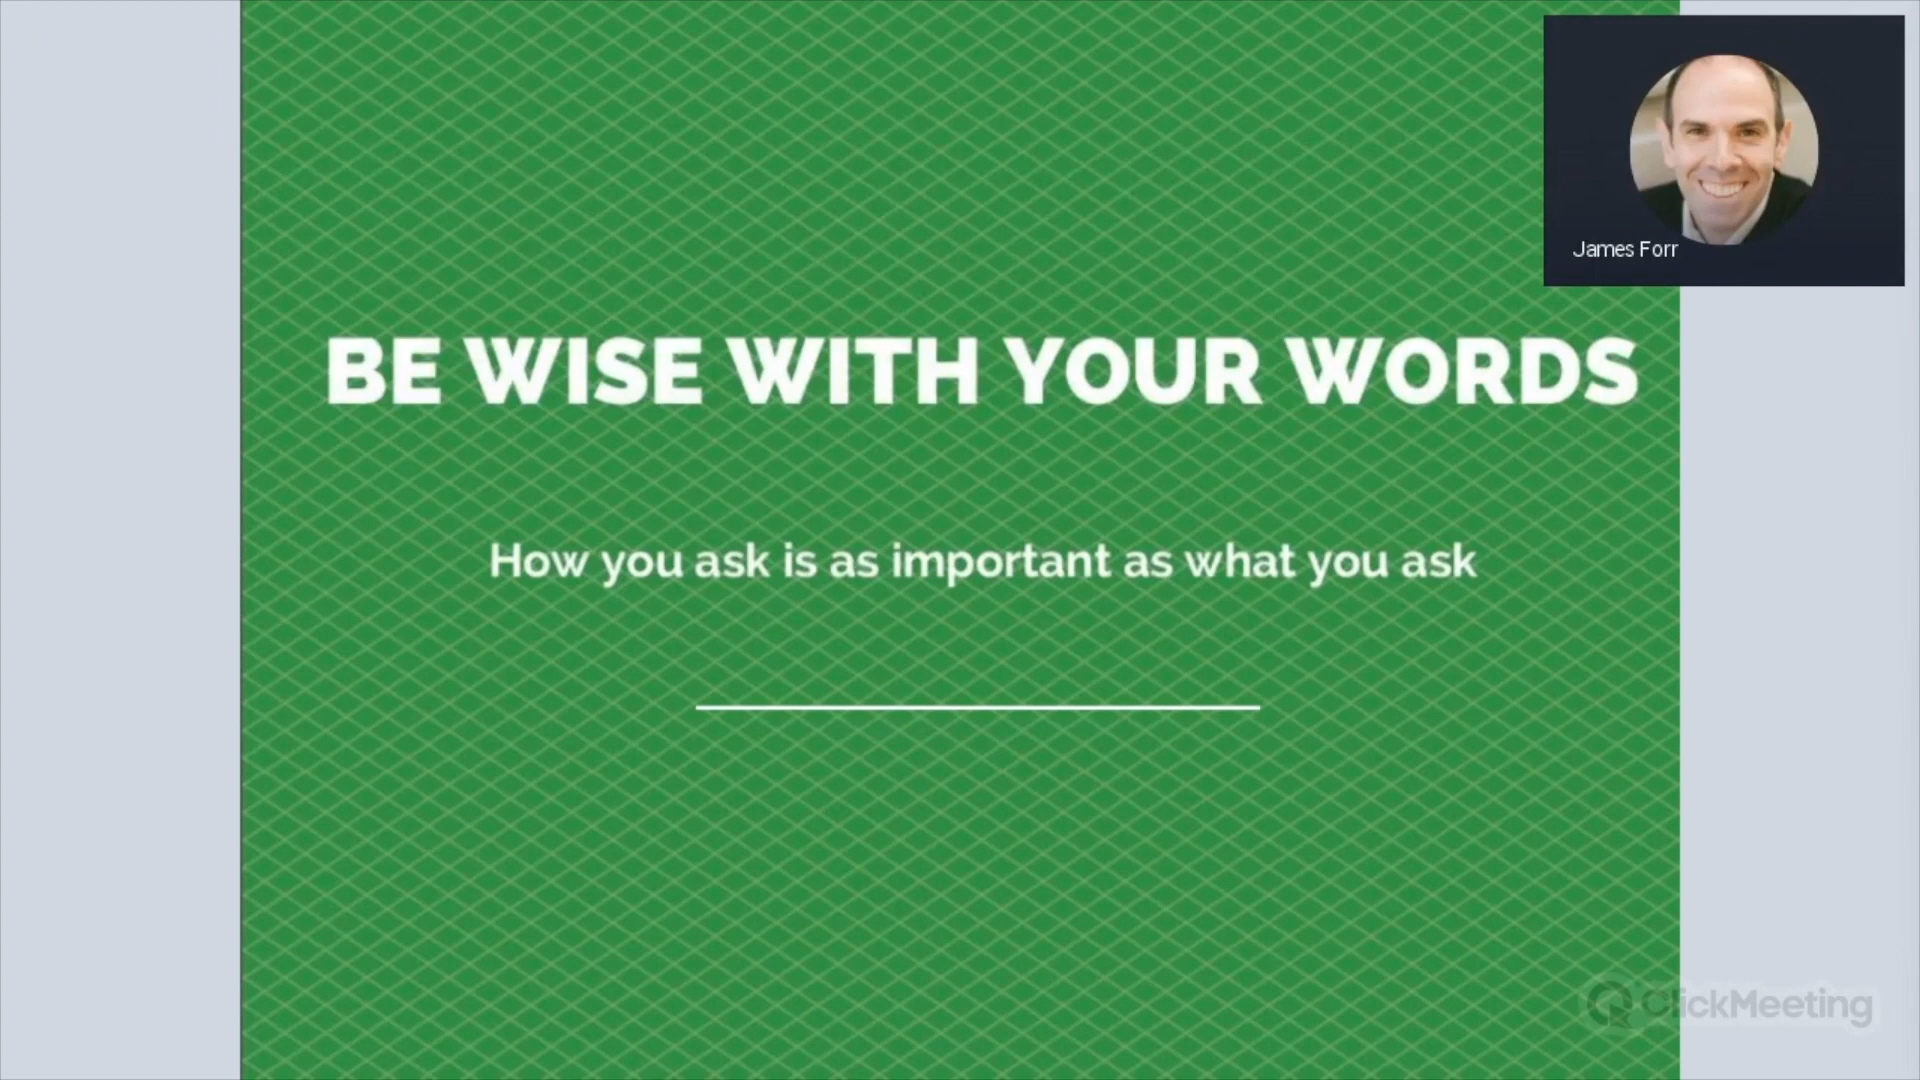 James Forr
BE WISE WITH YOUR WORDS
How you ask is as important as what you ask
ClickMeeting